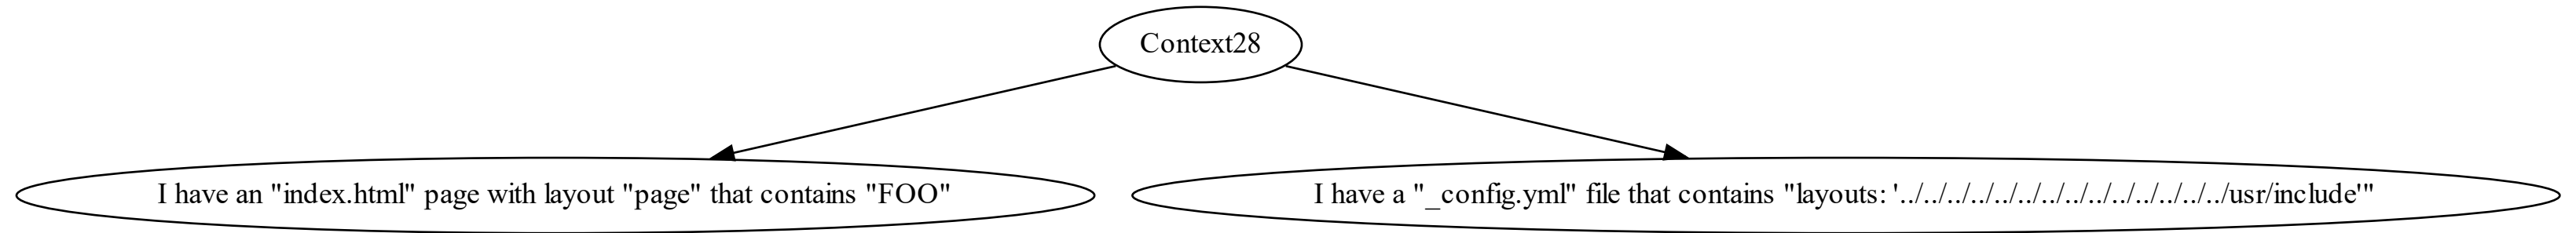 Context28
I have an "index.html" page with layout "page" that contains "FOO"
I have a "_config.yml" file that contains "layouts: '../../../../../../../../../../../../../../usr/include'"